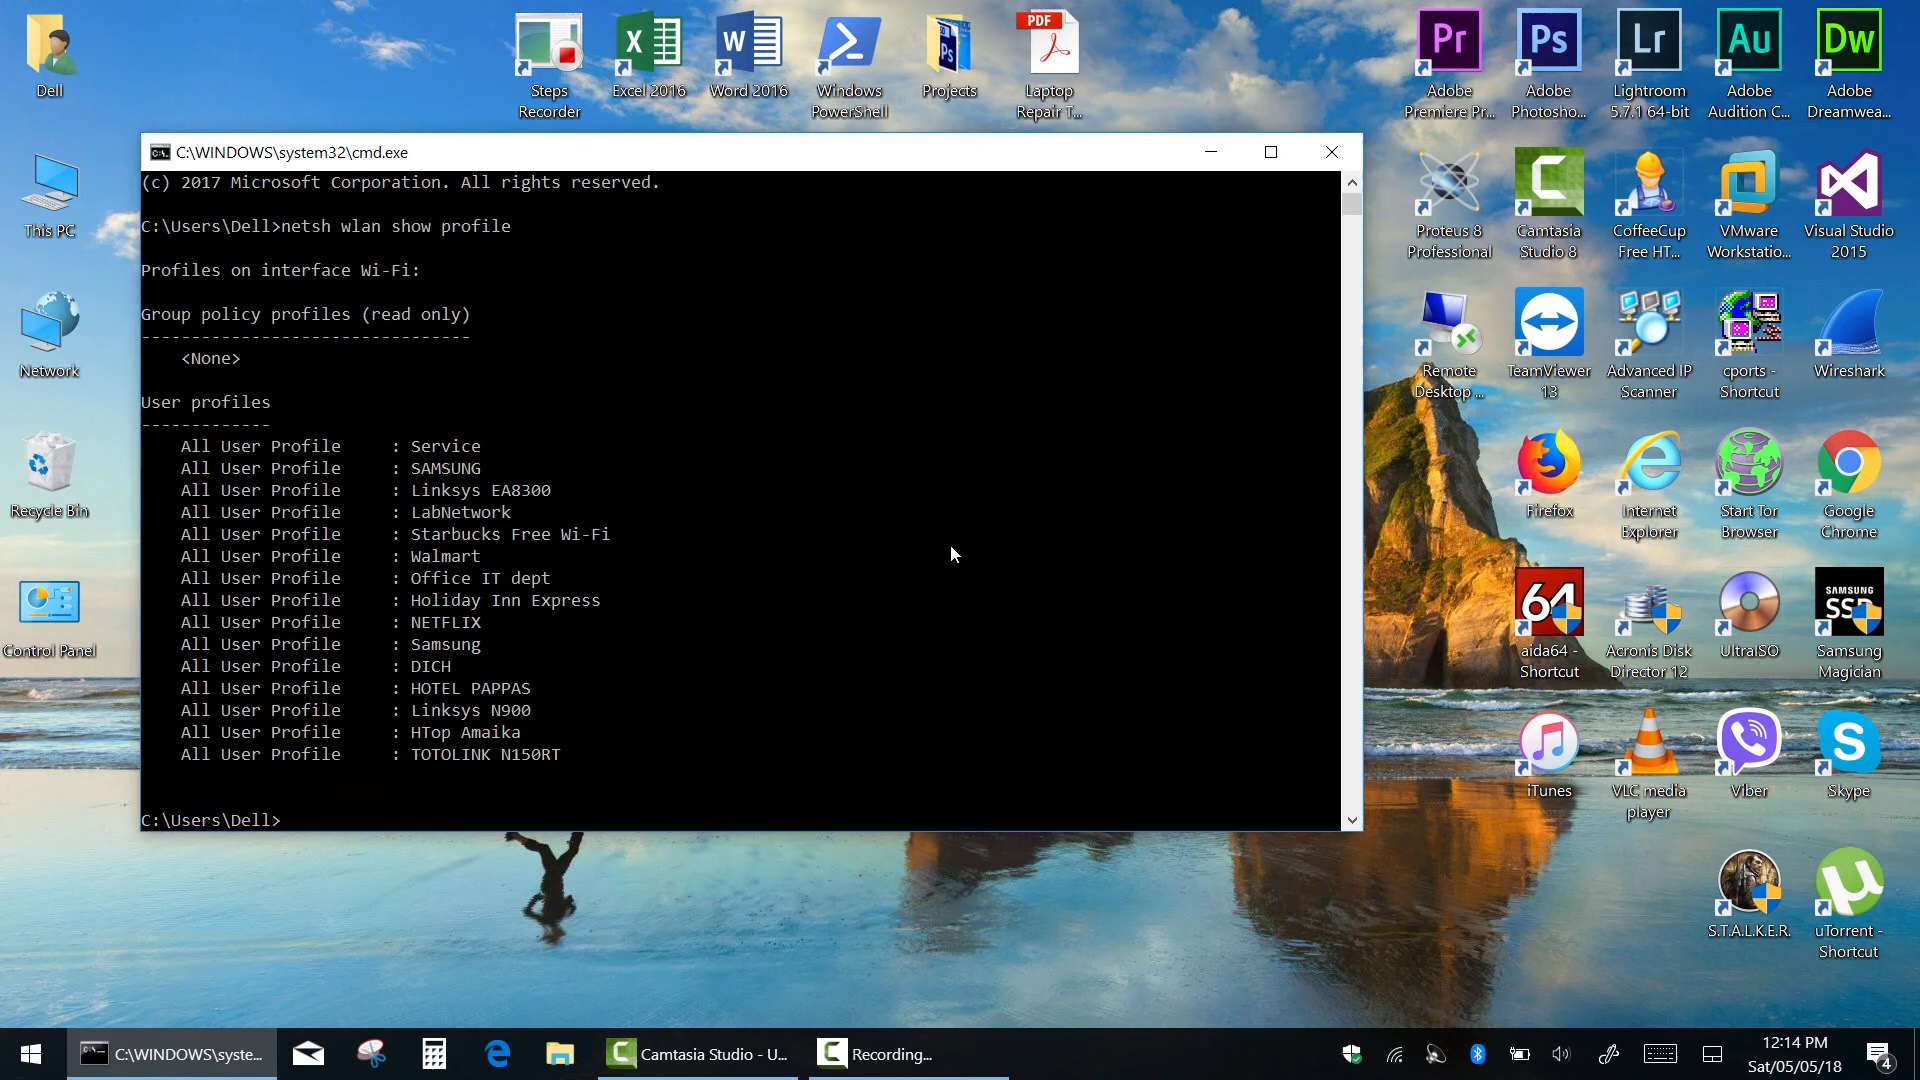 Dell
Steps Recorder
Excel 2016
Word 2016
Windows PowerShell
Projects
PDF
Laptop Repair T...
Pr
Adobe Premiere Pr...
Ps
Adobe Photosho...
Lr
Lightroom 5.7.1 64-bit
Au
Adobe Audition C...
Dw
Adobe Dreamwea...
C:\WINDOWS\system32\cmd.exe
(c) 2017 Microsoft Corporation. All rights reserved.
C:\Users\Dell>netsh wlan show profile
Profiles on interface Wi-Fi:
Group policy profiles (read only)
---------------------------------
<None>
User profiles
-------------
All User Profile     : Service
All User Profile     : SAMSUNG
All User Profile     : Linksys EA8300
All User Profile     : LabNetwork
All User Profile     : Starbucks Free Wi-Fi
All User Profile     : Walmart
All User Profile     : Office IT dept
All User Profile     : Holiday Inn Express
All User Profile     : NETFLIX
All User Profile     : Samsung
All User Profile     : DICH
All User Profile     : HOTEL PAPPAS
All User Profile     : Linksys N900
All User Profile     : HTop Amaika
All User Profile     : TOTOLINK N150RT
C:\Users\Dell>
This PC
Network
Recycle Bin
Control Panel
Proteus 8 Professional
Camtasia Studio 8
CoffeeCup Free HT...
VMware Workstatio...
Visual Studio 2015
Remote Desktop ...
TeamViewer 13
Advanced IP Scanner
cports - Shortcut
Wireshark
Firefox
Internet Explorer
Start Tor Browser
Google Chrome
64
aida64 - Shortcut
Acronis Disk Director 12
UltraISO
SAMSUNG
SSD
Samsung Magician
iTunes
VLC media player
Viber
Skype
S.T.A.L.K.E.R.
uTorrent - Shortcut
C:\WINDOWS\syste...
Camtasia Studio - U...
Recording...
12:14 PM
Sat/05/05/18
4